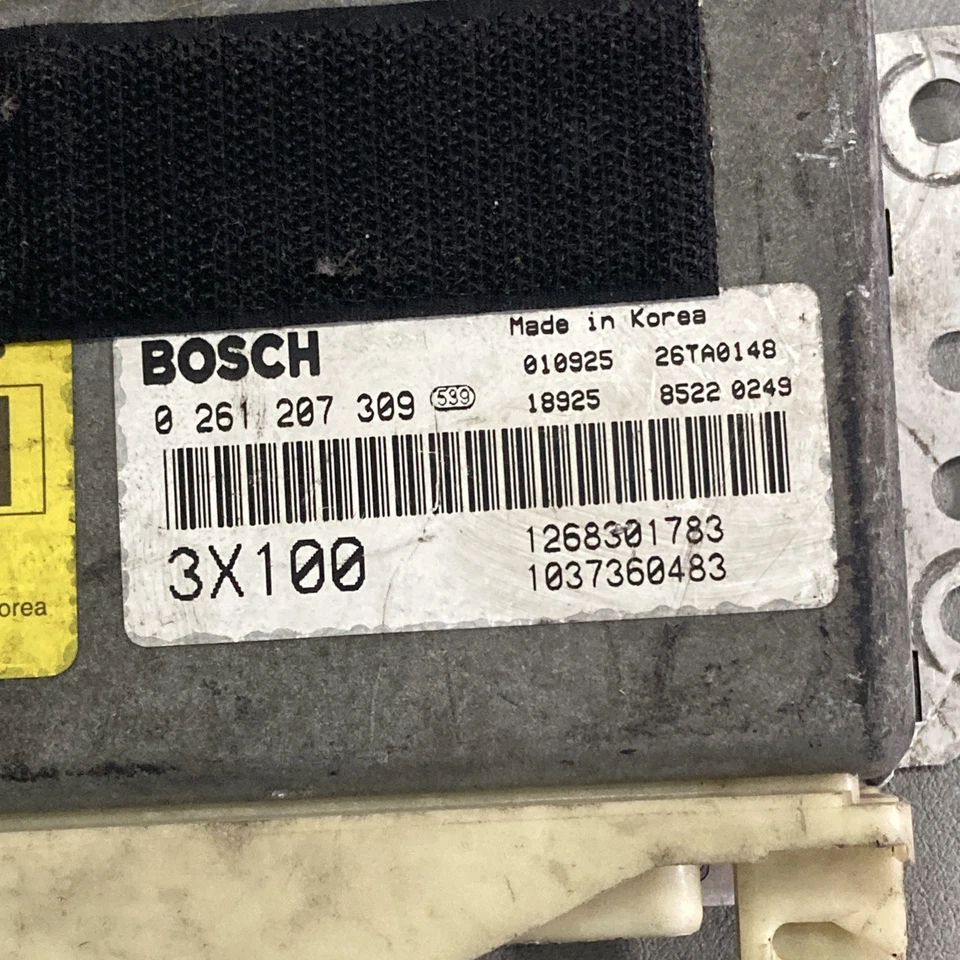 Made in Korea
BOSCH
010925 26TA0148
0 261 207 309 539
18925 8522 0249
3X100
1268301783
1037360483
orea